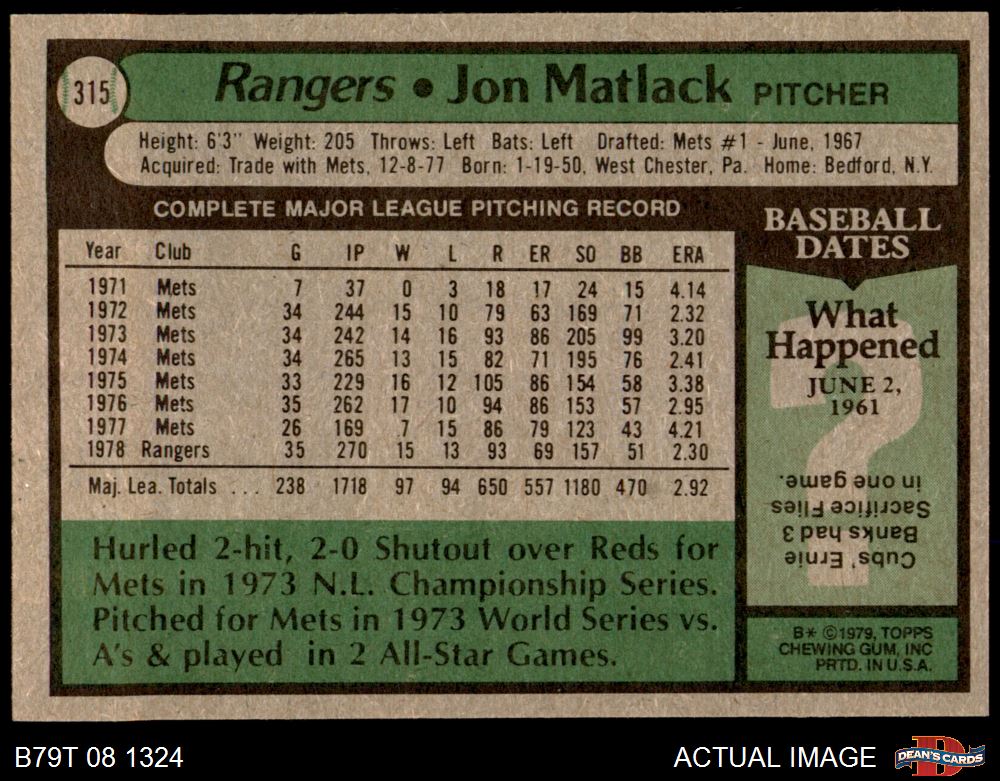 315
Rangers • Jon Matlack PITCHER
Height: 6'3" Weight: 205 Throws: Left Bats: Left Drafted: Mets #1 - June, 1967
Acquired: Trade with Mets, 12-8-77 Born: 1-19-50, West Chester, Pa. Home: Bedford, N.Y.
COMPLETE MAJOR LEAGUE PITCHING RECORD
Year Club G IP W L R ER SO BB ERA
1971 Mets 7 37 0 3 18 17 24 15 4.14
1972 Mets 34 244 15 10 79 63 169 71 2.32
1973 Mets 34 242 14 16 93 86 205 99 3.20
1974 Mets 34 265 13 15 82 71 195 76 2.41
1975 Mets 33 229 16 12 105 86 154 58 3.38
1976 Mets 35 262 17 10 94 86 153 57 2.95
1977 Mets 26 169 7 15 86 79 123 43 4.21
1978 Rangers 35 270 15 13 93 69 157 51 2.30
Maj. Lea. Totals ... 238 1718 97 94 650 557 1180 470 2.92
Hurled 2-hit, 2-0 Shutout over Reds for
Mets in 1973 N.L. Championship Series.
Pitched for Mets in 1973 World Series vs.
A's & played in 2 All-Star Games.
BASEBALL
DATES
What
Happened
JUNE 2,
1961
?
Cubs' Ernie
Banks had 3
Sacrifice Flies
in one game.
B* ©1979, TOPPS
CHEWING GUM, INC
PRTD. IN U.S.A.
B79T 08 1324
ACTUAL IMAGE
D
DEAN'S CARDS